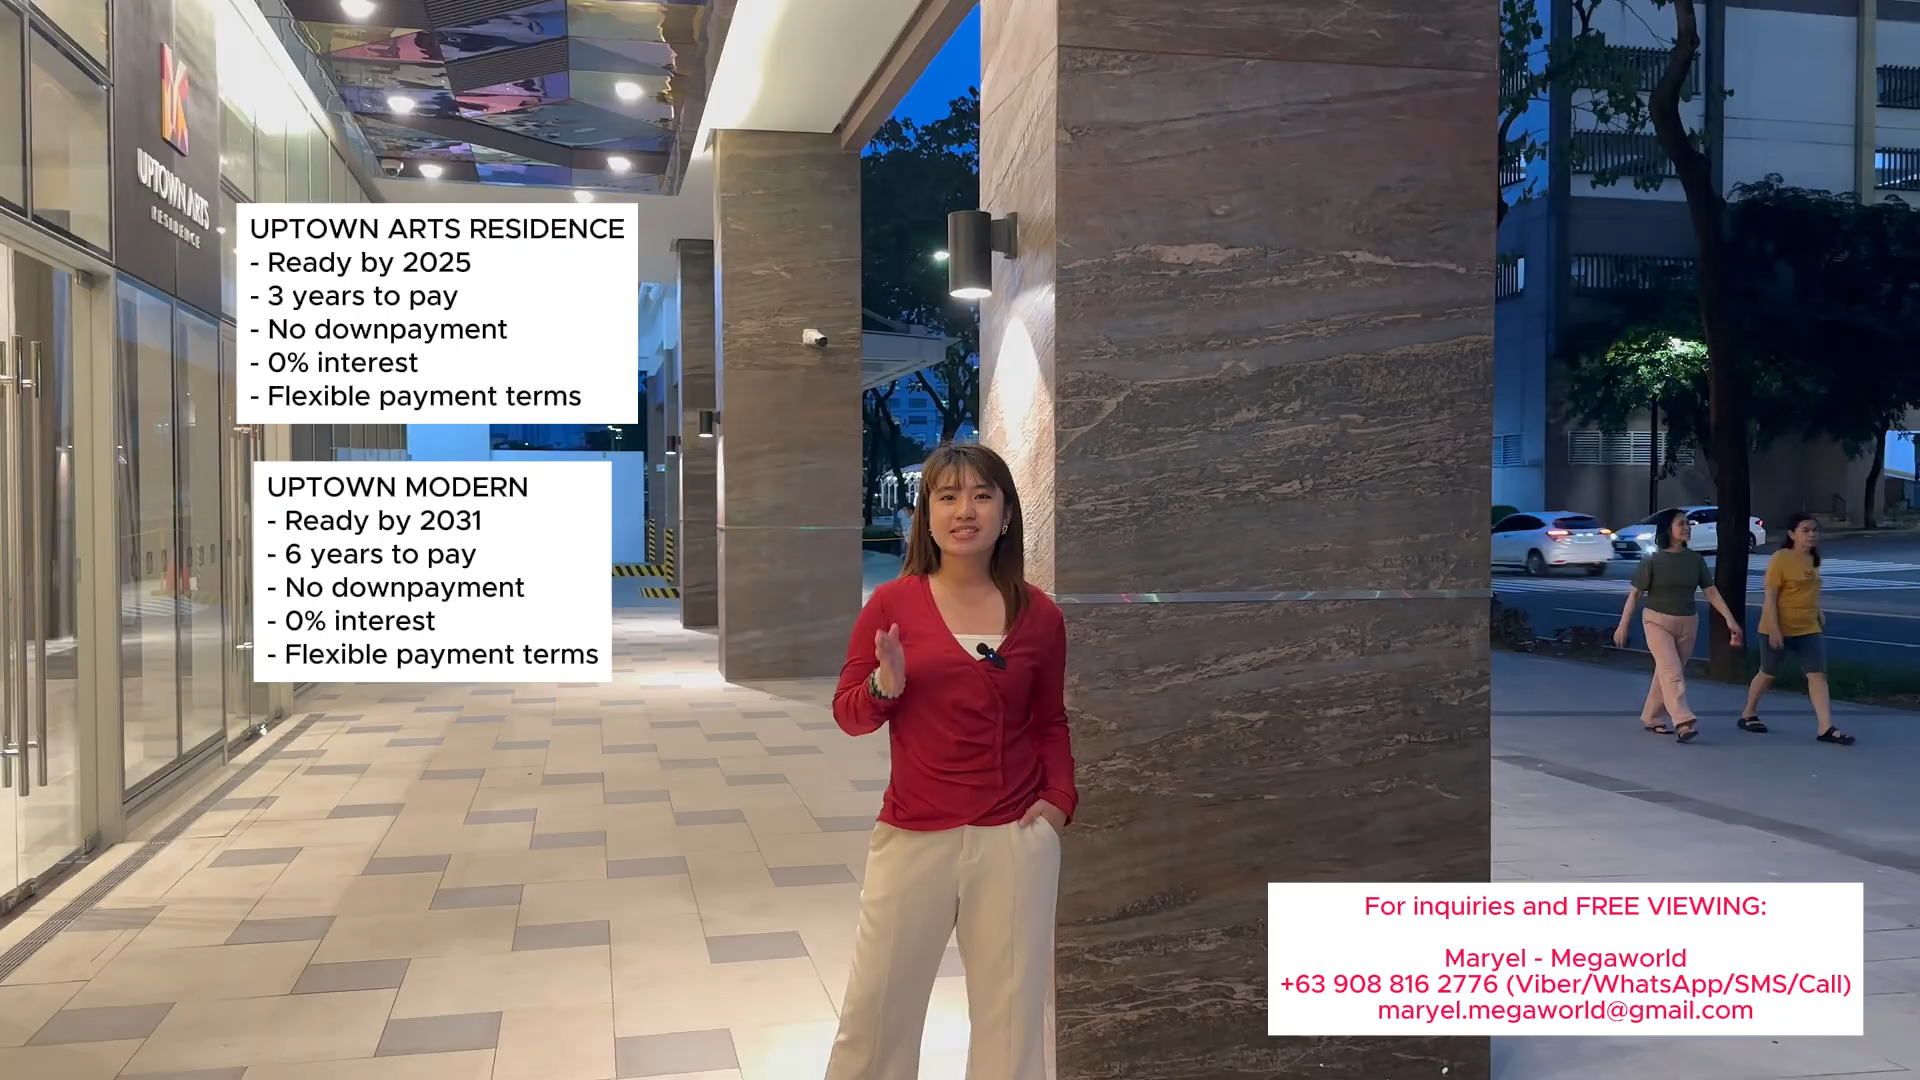 UPTOWN ARTS
RESIDENCE
UPTOWN ARTS RESIDENCE
- Ready by 2025
- 3 years to pay
- No downpayment
- 0% interest
- Flexible payment terms
UPTOWN MODERN
- Ready by 2031
- 6 years to pay
- No downpayment
- 0% interest
- Flexible payment terms
For inquiries and FREE VIEWING:
Maryel - Megaworld
+63 908 816 2776 (Viber/WhatsApp/SMS/Call)
maryel.megaworld@gmail.com